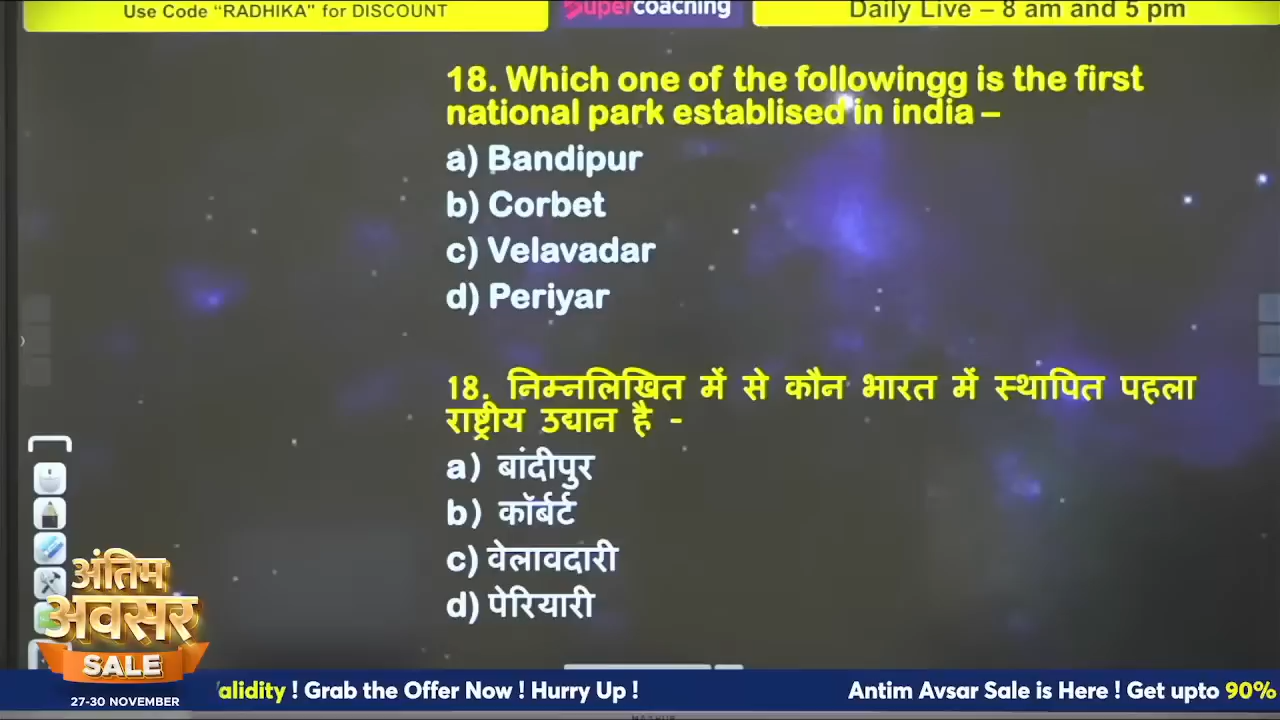 Use Code “RADHIKA” for DISCOUNT
Supercoaching
Daily Live – 8 am and 5 pm
18. Which one of the followingg is the first
national park establised in india –
a) Bandipur
b) Corbet
c) Velavadar
d) Periyar
18. निम्नलिखित में से कौन भारत में स्थापित पहला
राष्ट्रीय उद्यान है -
a) बांदीपुर
b) कॉर्बर्ट
c) वेलावदारी
d) पेरियारी
अंतिम
अवसर
SALE
27-30 NOVEMBER
alidity ! Grab the Offer Now ! Hurry Up !
Antim Avsar Sale is Here ! Get upto 90%